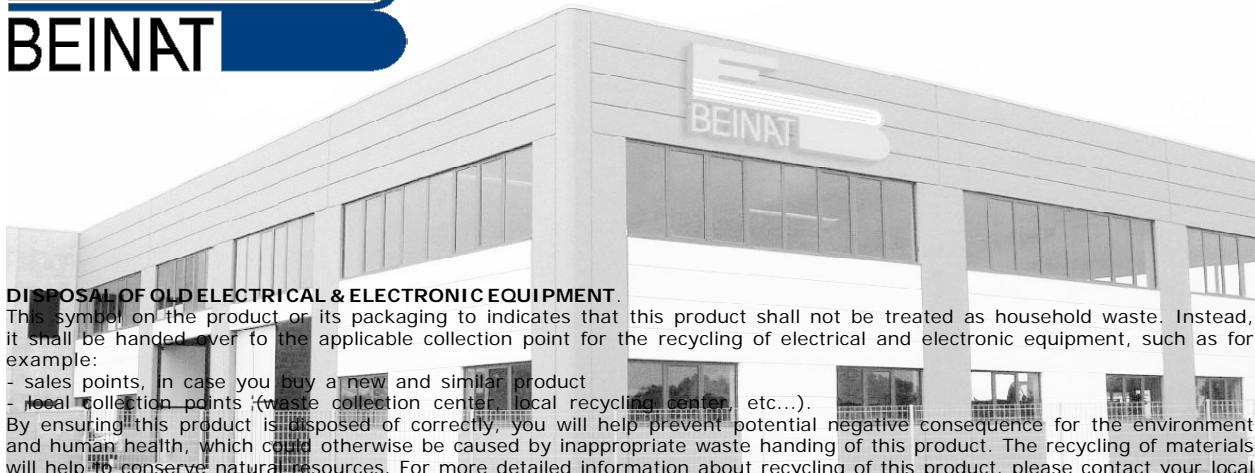 BEINAT
BEINAT
DISPOSAL OF OLD ELECTRICAL & ELECTRONIC EQUIPMENT.
This symbol on the product or its packaging to indicates that this product shall not be treated as household waste. Instead,
it shall be handed over to the applicable collection point for the recycling of electrical and electronic equipment, such as for
example:
- sales points, in case you buy a new and similar product
- local collection points (waste collection center, local recycling center, etc...).
By ensuring this product is disposed of correctly, you will help prevent potential negative consequence for the environment
and human health, which could otherwise be caused by inappropriate waste handing of this product. The recycling of materials
will help to conserve natural resources. For more detailed information about recycling of this product, please contact your local